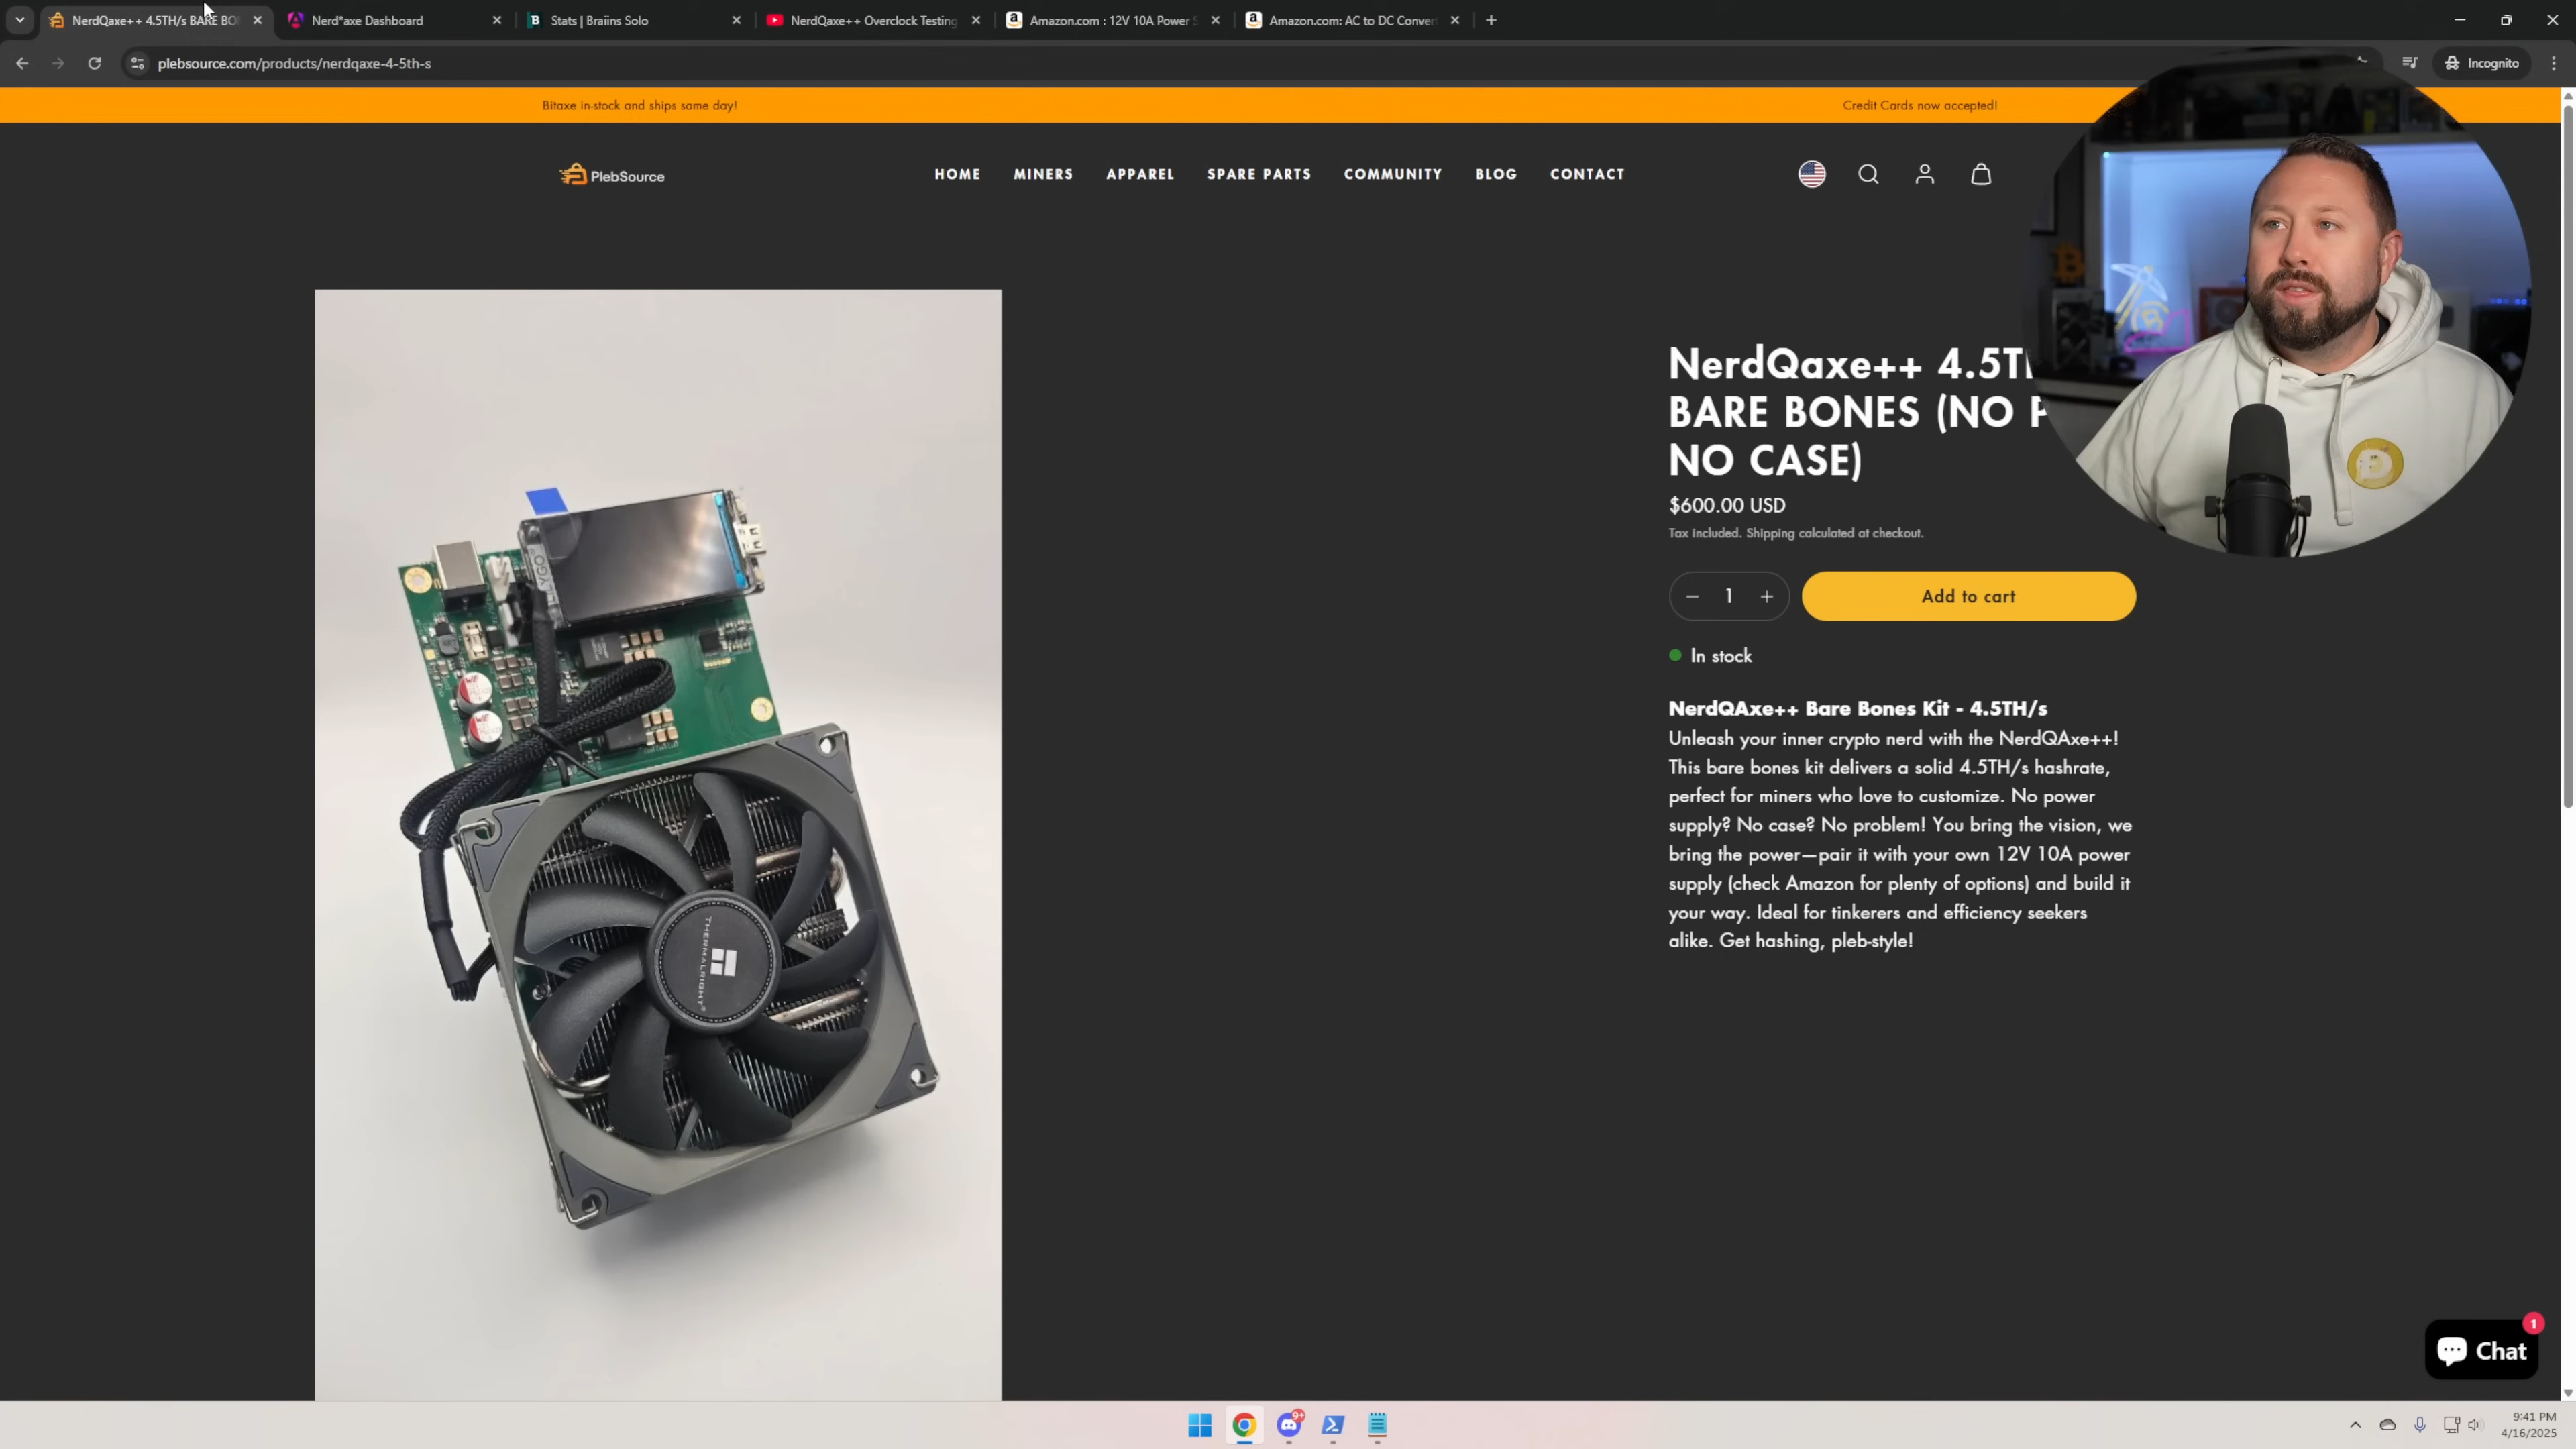 NerdQaxe++ 4.5TH/s BARE BO
Nerd*axe Dashboard
Stats | Braiins Solo
NerdQaxe++ Overclock Testing
Amazon.com : 12V 10A Power S
Amazon.com: AC to DC Conver
plebsource.com/products/nerdqaxe-4-5th-s
Incognito
Bitaxe in-stock and ships same day!
Credit Cards now accepted!
PlebSource
HOME
MINERS
APPAREL
SPARE PARTS
COMMUNITY
BLOG
CONTACT
NerdQaxe++ 4.5T
BARE BONES (NO
NO CASE)
$600.00 USD
Tax included. Shipping calculated at checkout.
1
Add to cart
In stock
NerdQAxe++ Bare Bones Kit - 4.5TH/s
Unleash your inner crypto nerd with the NerdQAxe++!
This bare bones kit delivers a solid 4.5TH/s hashrate,
perfect for miners who love to customize. No power
supply? No case? No problem! You bring the vision, we
bring the power—pair it with your own 12V 10A power
supply (check Amazon for plenty of options) and build it
your way. Ideal for tinkerers and efficiency seekers
alike. Get hashing, pleb-style!
THERMALRIGHT
1
Chat
9+
9:41 PM
4/16/2025